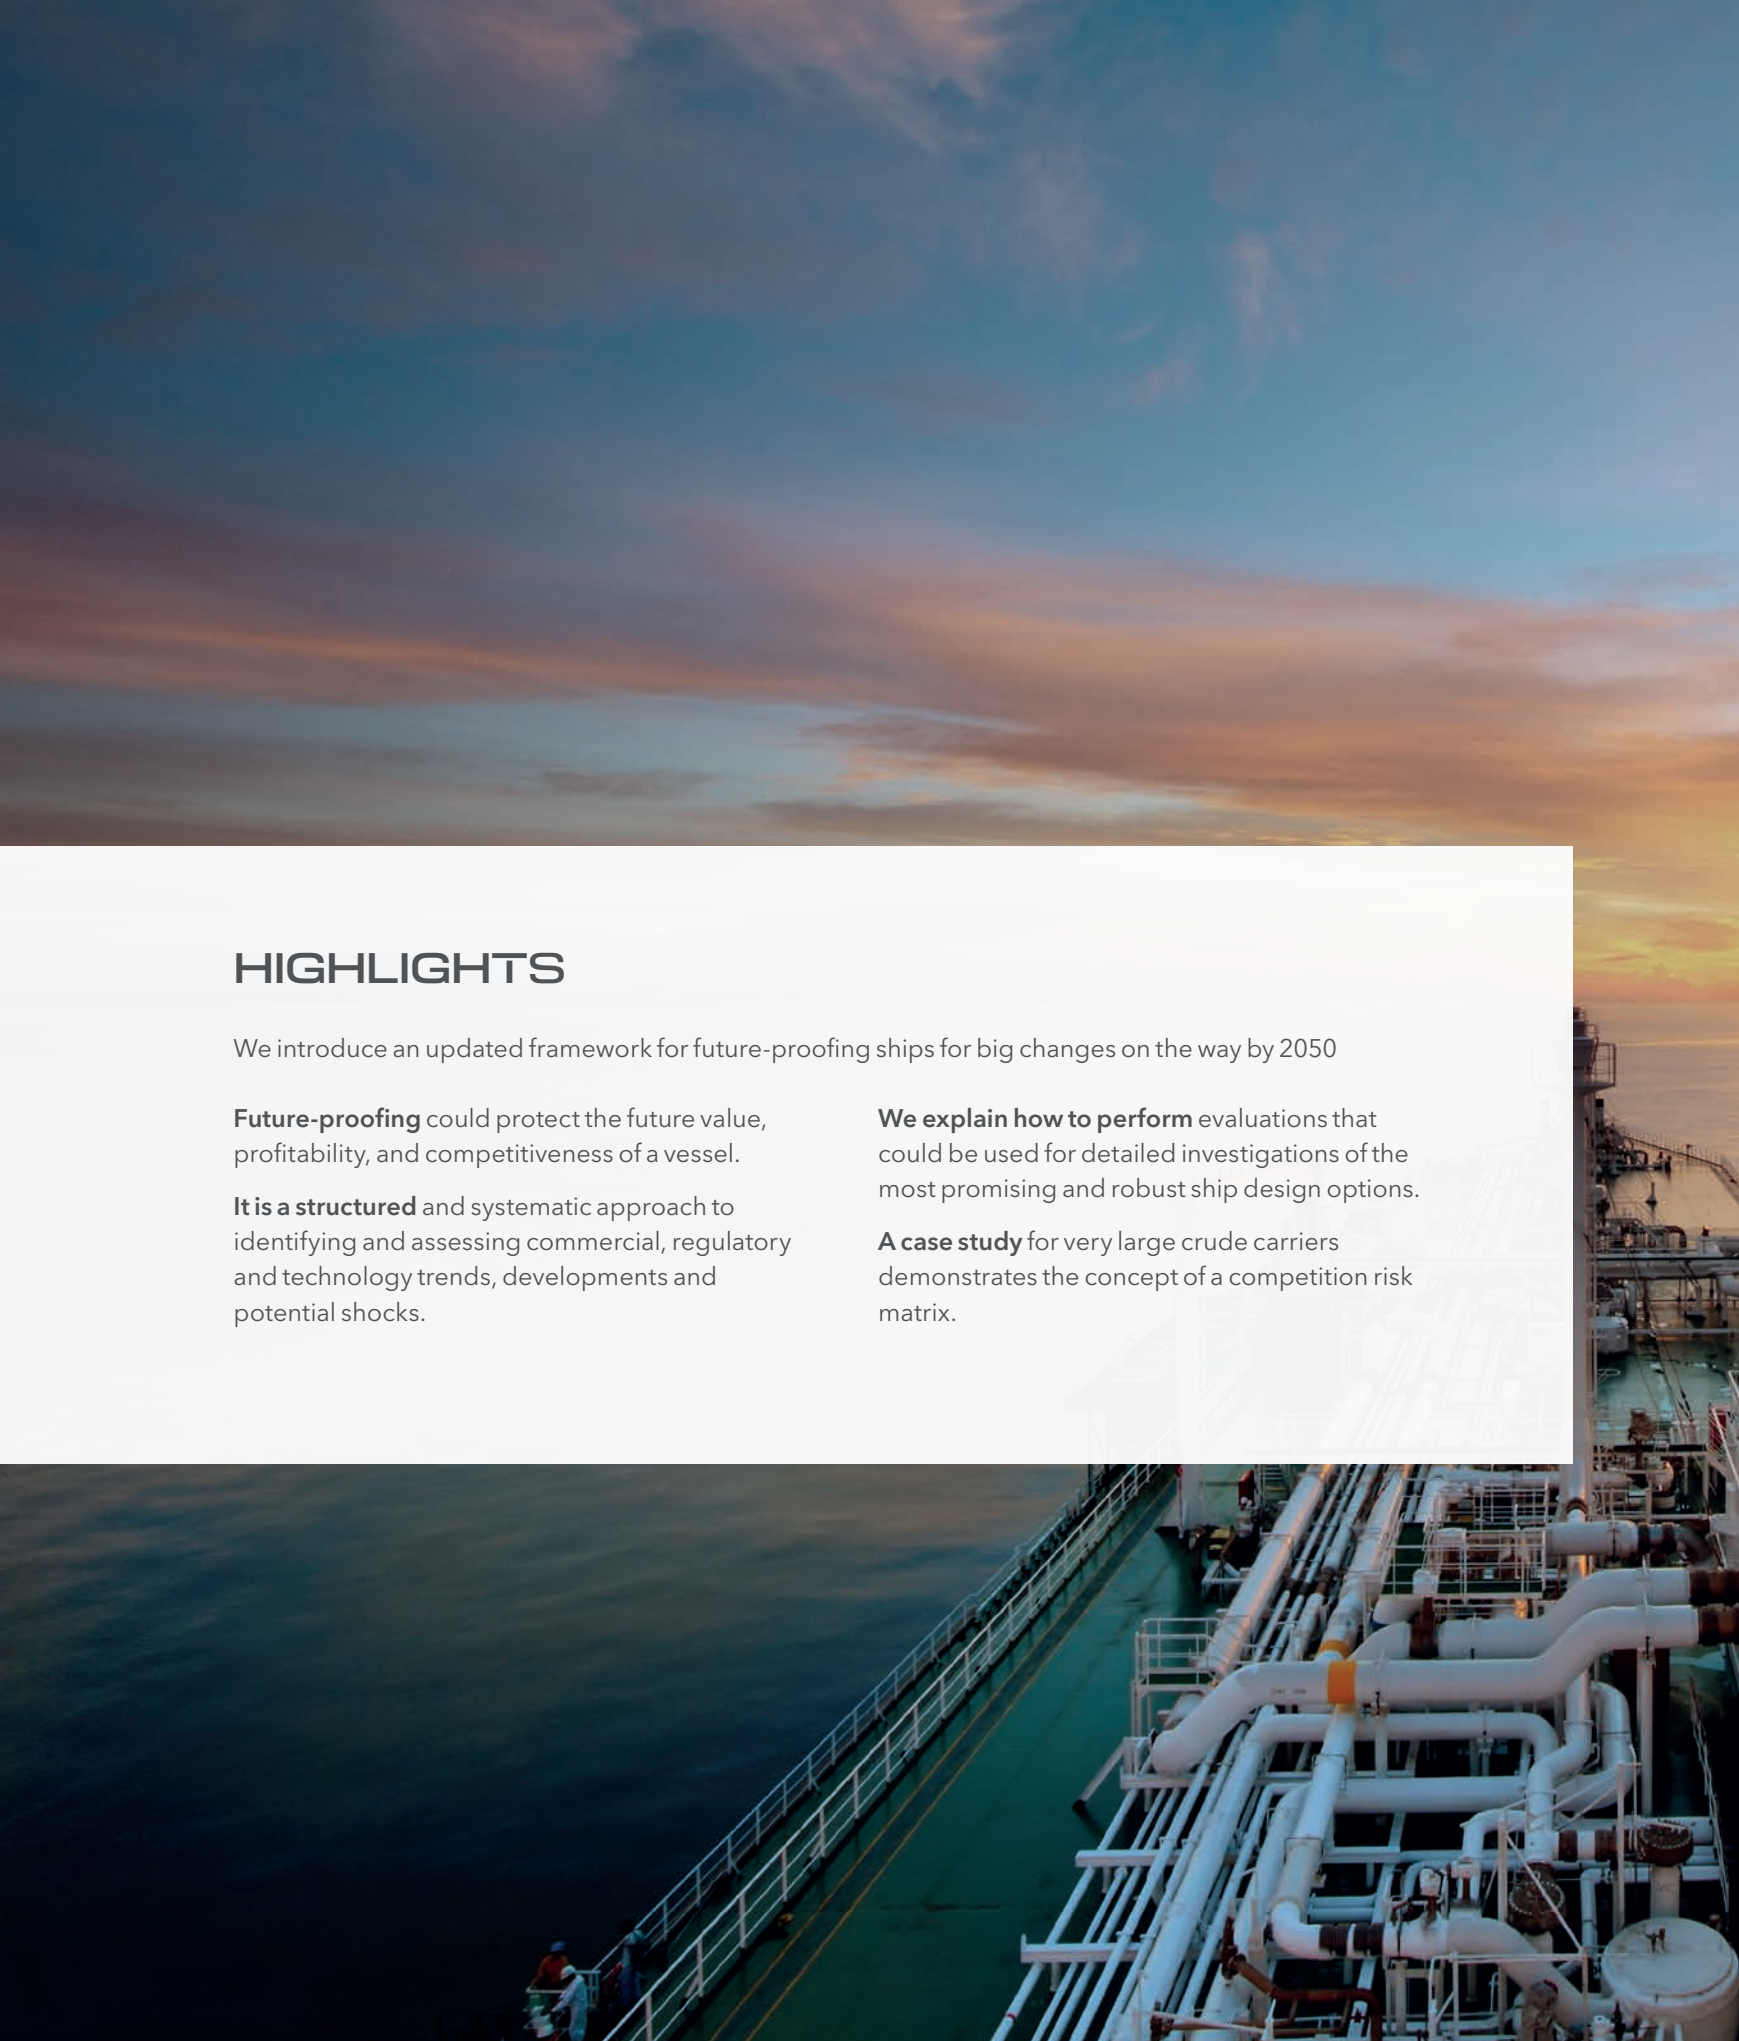 HIGHLIGHTS
We introduce an updated framework for future-proofing ships for big changes on the way by 2050
Future-proofing could protect the future value,
profitability, and competitiveness of a vessel.
It is a structured and systematic approach to
identifying and assessing commercial, regulatory
and technology trends, developments and
potential shocks.
We explain how to perform evaluations that
could be used for detailed investigations of the
most promising and robust ship design options.
A case study for very large crude carriers
demonstrates the concept of a competition risk
matrix.